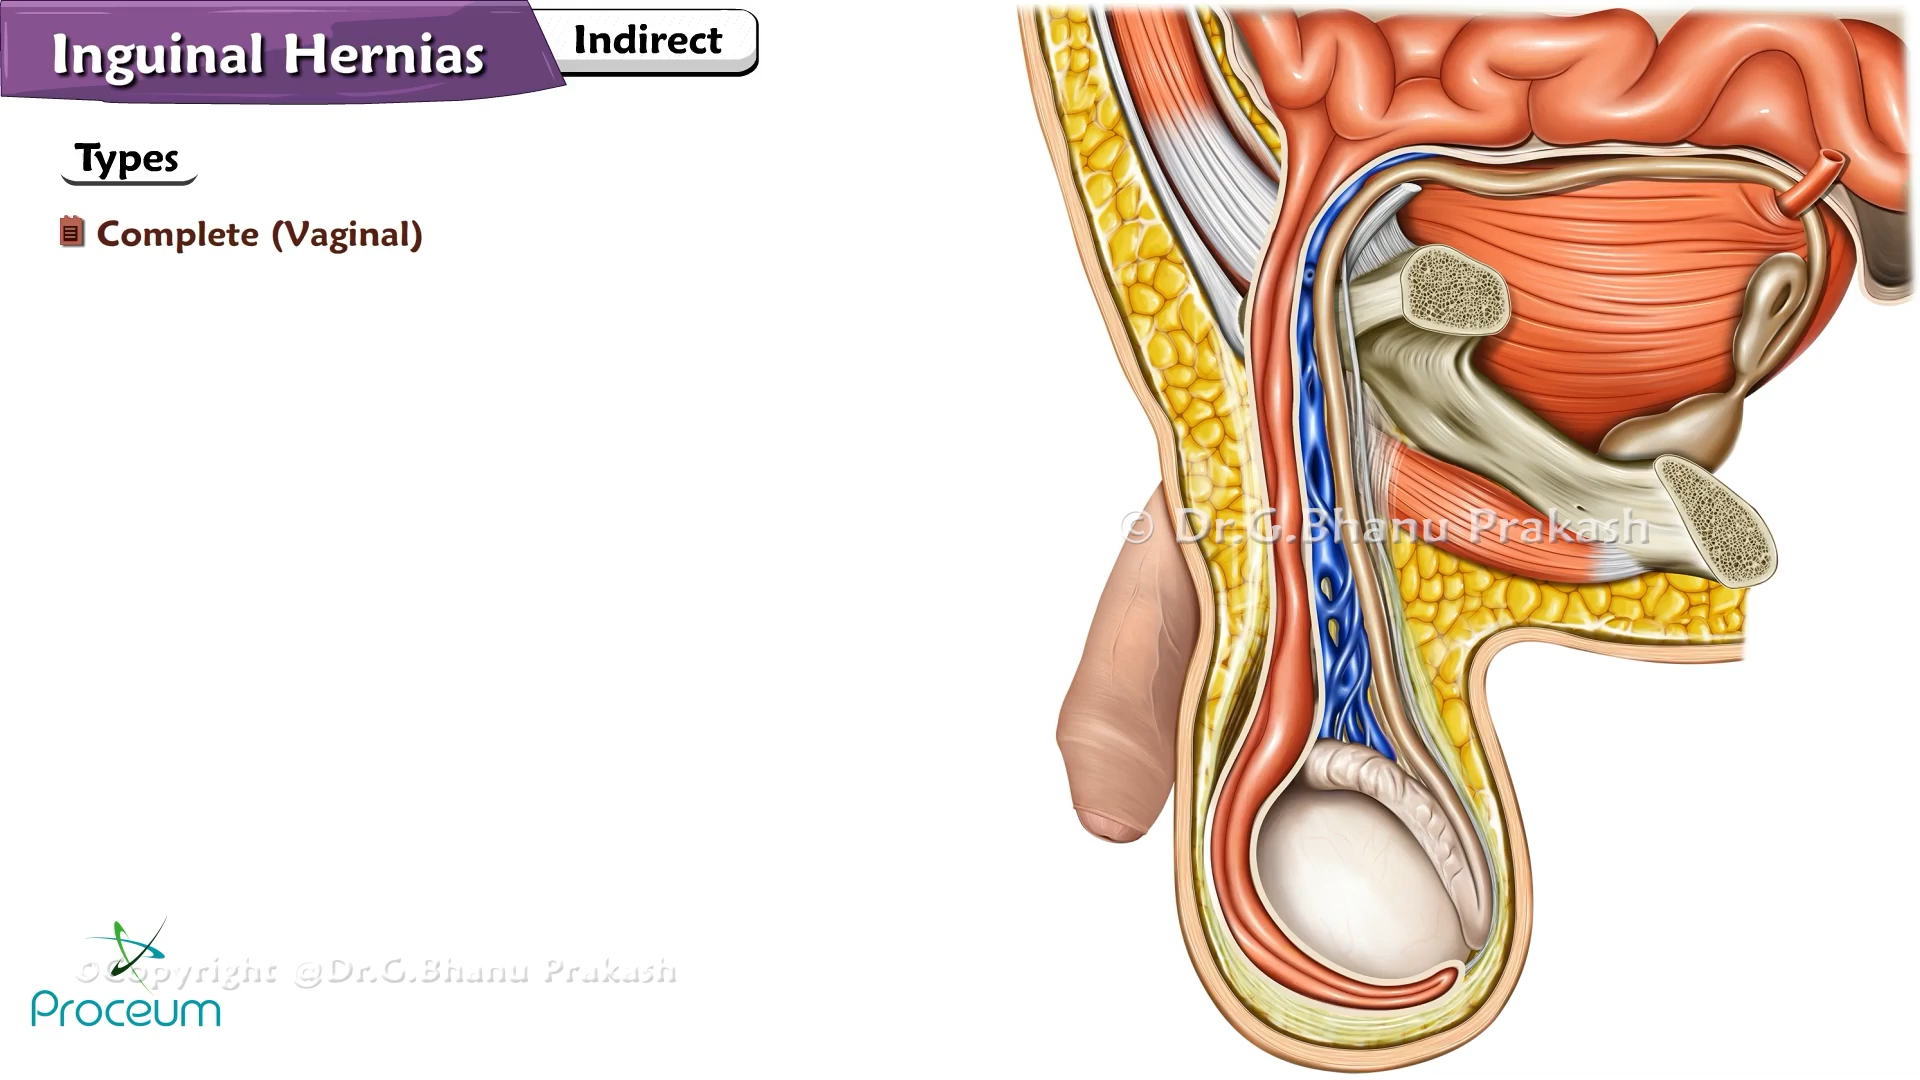 Inguinal Hernias
Indirect
Types
Complete (Vaginal)
© Dr.G.Bhanu Prakash
©Copyright @Dr.G.Bhanu Prakash
Proceum